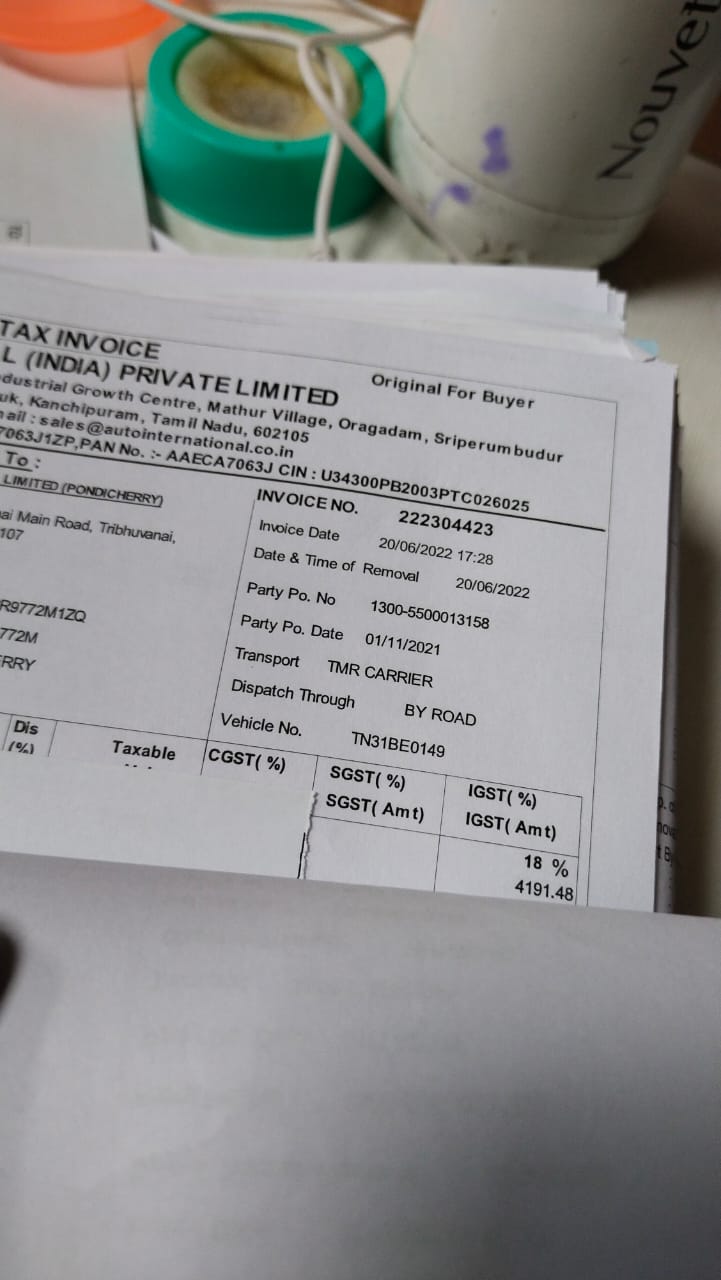 Nouvet
TAX INVOICE
Original For Buyer
L (INDIA) PRIVATE LIMITED
dustrial Growth Centre, Mathur Village, Oragadam, Sriperumbudur
uk, Kanchipuram, Tamil Nadu, 602105
mail : sales@autointernational.co.in
7063J1ZP,PAN No. :- AAECA7063J CIN : U34300PB2003PTC026025
To :
LIMITED (PONDICHERRY)
ai Main Road, Tribhuvanai,
107
R9772M1ZQ
772M
ERRY
INVOICE NO. 222304423
Invoice Date 20/06/2022 17:28
Date & Time of Removal 20/06/2022
Party Po. No 1300-5500013158
Party Po. Date 01/11/2021
Transport TMR CARRIER
Dispatch Through BY ROAD
Vehicle No. TN31BE0149
Dis (%) Taxable CGST( %) SGST( %) IGST( %)
SGST( Amt) IGST( Amt)
18 %
4191.48